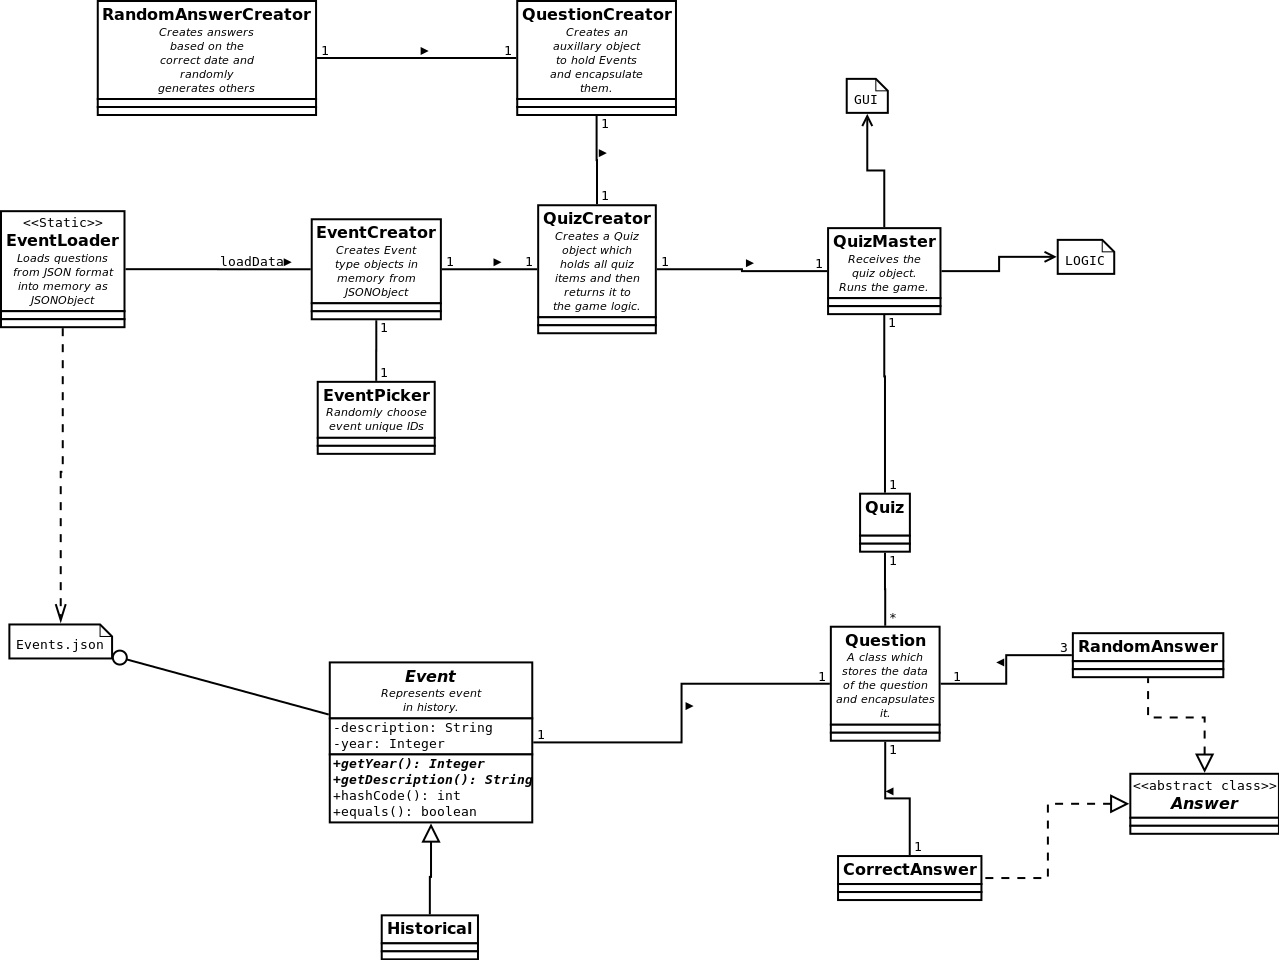 RandomAnswerCreator
Creates answers
based on the
correct date and
randomly
generates others
1
1
QuestionCreator
Creates an
auxillary object
to hold Events
and encapsulate
them.
1
1
GUI
<<Static>>
EventLoader
Loads questions
from JSON format
into memory as
JSONObject
loadData
EventCreator
Creates Event
type objects in
memory from
JSONObject
1
1
1
1
QuizCreator
Creates a Quiz
object which
holds all quiz
items and then
returns it to
the game logic.
1
1
QuizMaster
Receives the
quiz object.
Runs the game.
LOGIC
EventPicker
Randomly choose
event unique IDs
1
1
Quiz
1
*
Events.json
Event
Represents event
in history.
-description: String
-year: Integer
+getYear(): Integer
+getDescription(): String
+hashCode(): int
+equals(): boolean
1
1
Question
A class which
stores the data
of the question
and encapsulates
it.
1
3
RandomAnswer
1
1
<<abstract class>>
Answer
CorrectAnswer
Historical